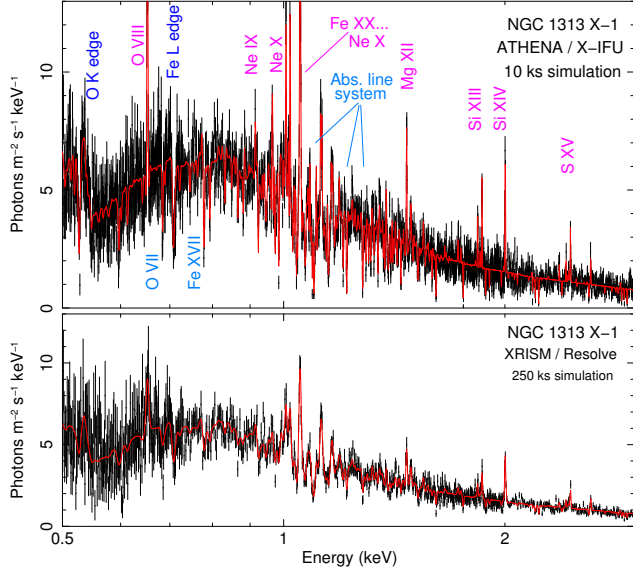 NGC 1313 X−1
ATHENA / X−IFU
10 ks simulation
O K edge
O VIII
Fe L edge
Ne IX
Ne X
Fe XX...
Ne X
Abs. line
system
Mg XII
Si XIII
Si XIV
S XV
O VII
Fe XVII
Photons m−2 s−1 keV−1
10
5
0
NGC 1313 X−1
XRISM / Resolve
250 ks simulation
Photons m−2 s−1 keV−1
10
5
0
0.5
1
2
Energy (keV)